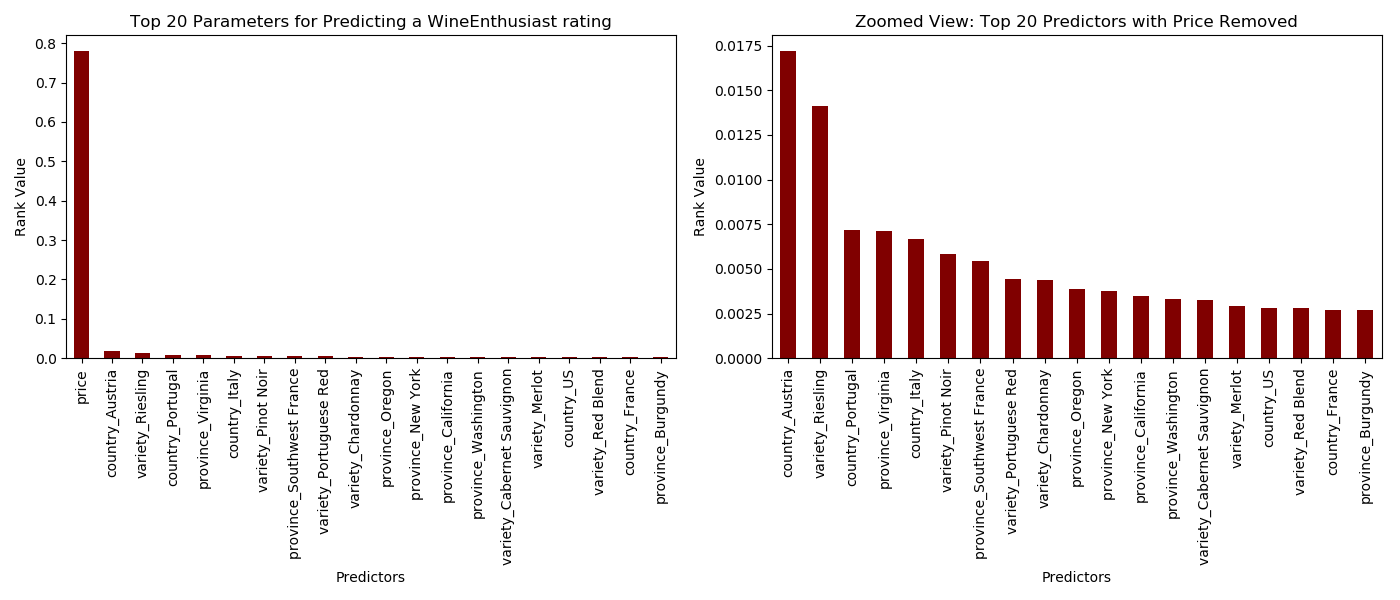 Top 20 Parameters for Predicting a WineEnthusiast rating
0.8
0.7
0.6
0.5
0.4
0.3
0.2
0.1
0.0
Rank Value
price
country_Austria
variety_Riesling
country_Portugal
province_Virginia
country_Italy
variety_Pinot Noir
province_Southwest France
variety_Portuguese Red
variety_Chardonnay
province_Oregon
province_New York
province_California
province_Washington
variety_Cabernet Sauvignon
variety_Merlot
country_US
variety_Red Blend
country_France
province_Burgundy
Predictors
Zoomed View: Top 20 Predictors with Price Removed
0.0175
0.0150
0.0125
0.0100
0.0075
0.0050
0.0025
0.0000
Rank Value
country_Austria
variety_Riesling
country_Portugal
province_Virginia
country_Italy
variety_Pinot Noir
province_Southwest France
variety_Portuguese Red
variety_Chardonnay
province_Oregon
province_New York
province_California
province_Washington
variety_Cabernet Sauvignon
variety_Merlot
country_US
variety_Red Blend
country_France
province_Burgundy
Predictors